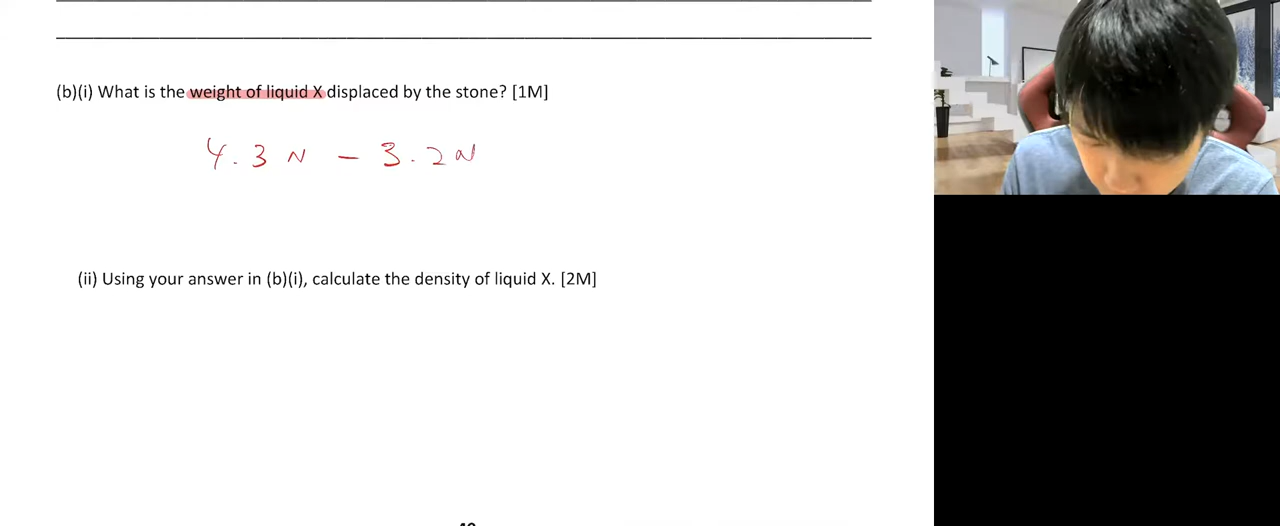 (b)(i) What is the weight of liquid X displaced by the stone? [1M]
4.3 N - 3.2N
(ii) Using your answer in (b)(i), calculate the density of liquid X. [2M]